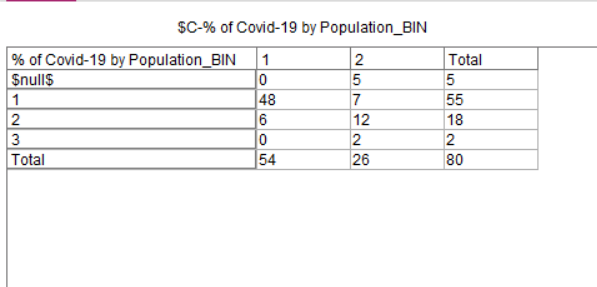 $C-% of Covid-19 by Population_BIN
% of Covid-19 by Population_BIN 1 2 Total
$null$ 0 5 5
1 48 7 55
2 6 12 18
3 0 2 2
Total 54 26 80